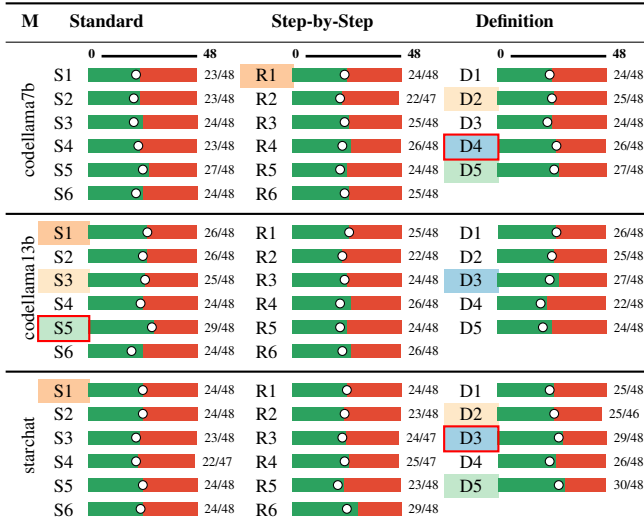 M Standard Step-by-Step Definition
0 48 0 48 0 48
codellama7b
S1 23/48 R1 24/48 D1 24/48
S2 23/48 R2 22/47 D2 25/48
S3 24/48 R3 25/48 D3 24/48
S4 23/48 R4 26/48 D4 26/48
S5 27/48 R5 24/48 D5 27/48
S6 24/48 R6 25/48
codellama13b
S1 26/48 R1 25/48 D1 26/48
S2 26/48 R2 22/48 D2 25/48
S3 25/48 R3 24/48 D3 27/48
S4 24/48 R4 26/48 D4 22/48
S5 29/48 R5 24/48 D5 24/48
S6 24/48 R6 26/48
starchat
S1 24/48 R1 24/48 D1 25/48
S2 24/48 R2 23/48 D2 25/46
S3 23/48 R3 24/47 D3 29/48
S4 22/47 R4 25/47 D4 26/48
S5 24/48 R5 23/48 D5 30/48
S6 24/48 R6 29/48